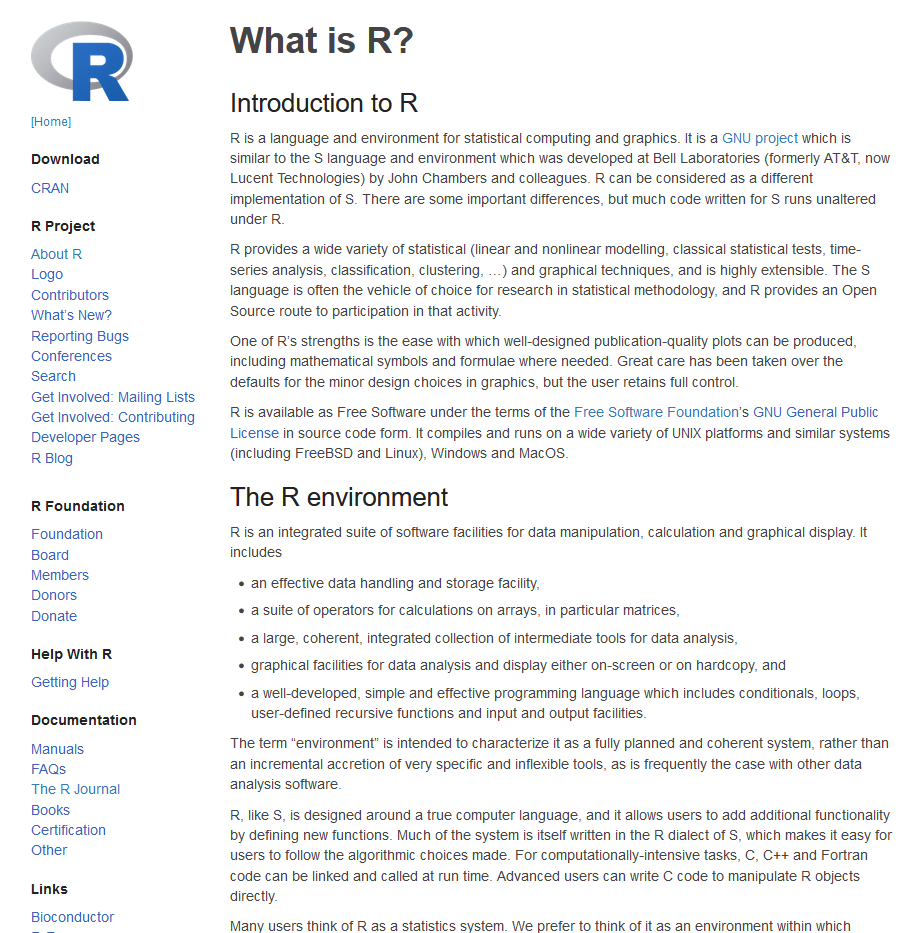 R
[Home]
Download
CRAN
R Project
About R
Logo
Contributors
What's New?
Reporting Bugs
Conferences
Search
Get Involved: Mailing Lists
Get Involved: Contributing
Developer Pages
R Blog
R Foundation
Foundation
Board
Members
Donors
Donate
Help With R
Getting Help
Documentation
Manuals
FAQs
The R Journal
Books
Certification
Other
Links
Bioconductor
What is R?
Introduction to R
R is a language and environment for statistical computing and graphics. It is a GNU project which is
similar to the S language and environment which was developed at Bell Laboratories (formerly AT&T, now
Lucent Technologies) by John Chambers and colleagues. R can be considered as a different
implementation of S. There are some important differences, but much code written for S runs unaltered
under R.
R provides a wide variety of statistical (linear and nonlinear modelling, classical statistical tests, time-
series analysis, classification, clustering, …) and graphical techniques, and is highly extensible. The S
language is often the vehicle of choice for research in statistical methodology, and R provides an Open
Source route to participation in that activity.
One of R's strengths is the ease with which well-designed publication-quality plots can be produced,
including mathematical symbols and formulae where needed. Great care has been taken over the
defaults for the minor design choices in graphics, but the user retains full control.
R is available as Free Software under the terms of the Free Software Foundation's GNU General Public
License in source code form. It compiles and runs on a wide variety of UNIX platforms and similar systems
(including FreeBSD and Linux), Windows and MacOS.
The R environment
R is an integrated suite of software facilities for data manipulation, calculation and graphical display. It
includes
• an effective data handling and storage facility,
• a suite of operators for calculations on arrays, in particular matrices,
• a large, coherent, integrated collection of intermediate tools for data analysis,
• graphical facilities for data analysis and display either on-screen or on hardcopy, and
• a well-developed, simple and effective programming language which includes conditionals, loops,
user-defined recursive functions and input and output facilities.
The term “environment” is intended to characterize it as a fully planned and coherent system, rather than
an incremental accretion of very specific and inflexible tools, as is frequently the case with other data
analysis software.
R, like S, is designed around a true computer language, and it allows users to add additional functionality
by defining new functions. Much of the system is itself written in the R dialect of S, which makes it easy for
users to follow the algorithmic choices made. For computationally-intensive tasks, C, C++ and Fortran
code can be linked and called at run time. Advanced users can write C code to manipulate R objects
directly.
Many users think of R as a statistics system. We prefer to think of it as an environment within which